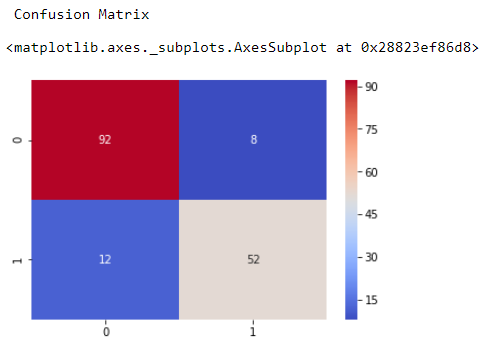 Confusion Matrix
<matplotlib.axes._subplots.AxesSubplot at 0x28823ef86d8>
90
0 92 8
75
60
45
1 12 52
30
15
0 1